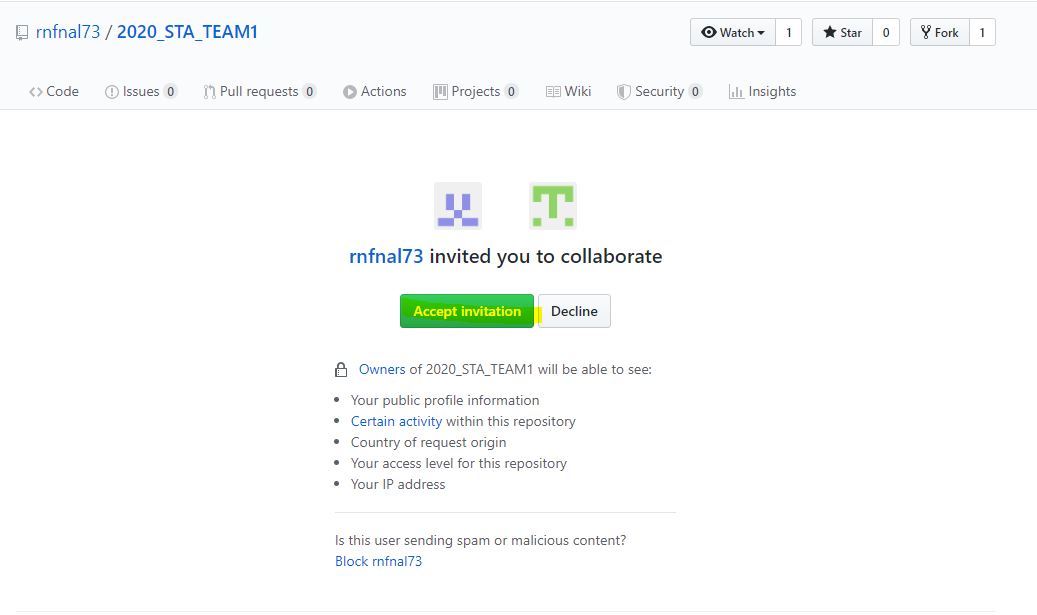 rnfnal73 / 2020_STA_TEAM1
Watch 1 Star 0 Fork 1
Code Issues 0 Pull requests 0 Actions Projects 0 Wiki Security 0 Insights
rnfnal73 invited you to collaborate
Accept invitation Decline
Owners of 2020_STA_TEAM1 will be able to see:
Your public profile information
Certain activity within this repository
Country of request origin
Your access level for this repository
Your IP address
Is this user sending spam or malicious content?
Block rnfnal73